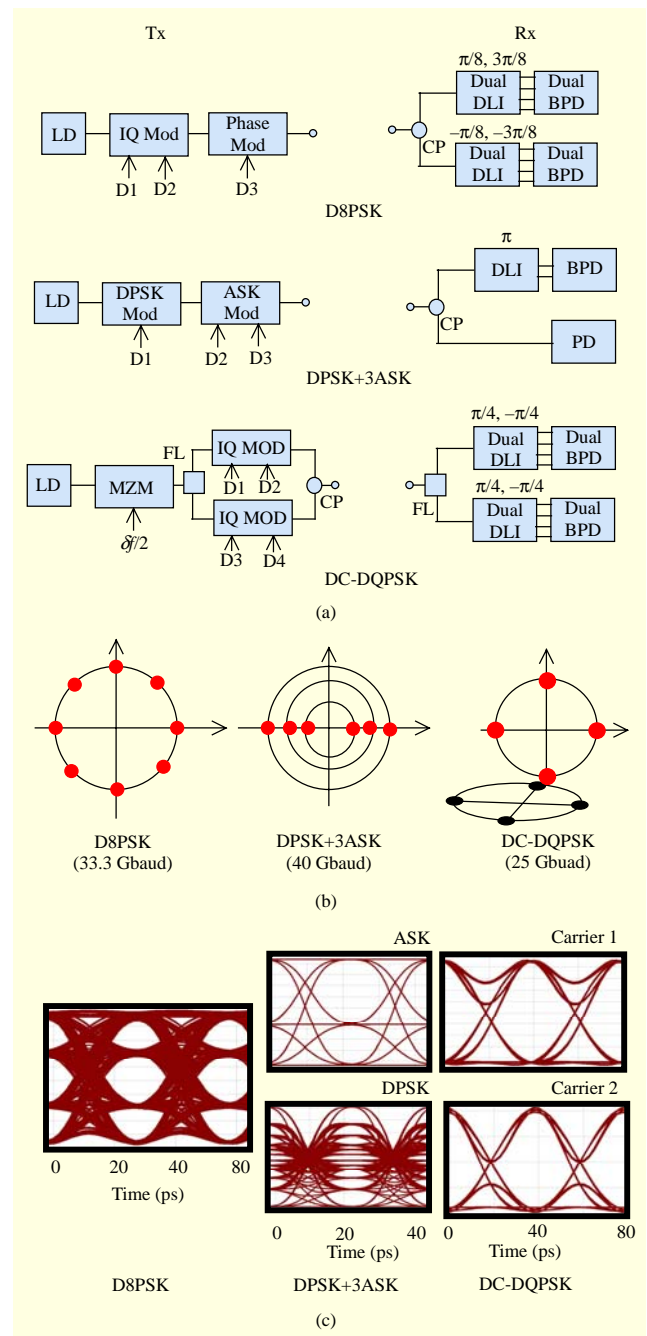 Tx Rx
π/8, 3π/8
LD IQ Mod Phase Mod
D1 D2 D3
CP
Dual DLI Dual BPD
–π/8, –3π/8
Dual DLI Dual BPD
D8PSK
π
LD DPSK Mod ASK Mod
D1 D2 D3
CP
DLI BPD
PD
DPSK+3ASK
π/4, –π/4
LD MZM FL
δf/2
IQ MOD
D1 D2
CP
IQ MOD
D3 D4
FL
Dual DLI Dual BPD
π/4, –π/4
Dual DLI Dual BPD
DC-DQPSK
(a)
D8PSK DPSK+3ASK DC-DQPSK
(33.3 Gbaud) (40 Gbaud) (25 Gbuad)
(b)
ASK Carrier 1
DPSK Carrier 2
0 20 40 60 80
Time (ps)
0 20 40
Time (ps)
0 40 80
Time (ps)
D8PSK DPSK+3ASK DC-DQPSK
(c)